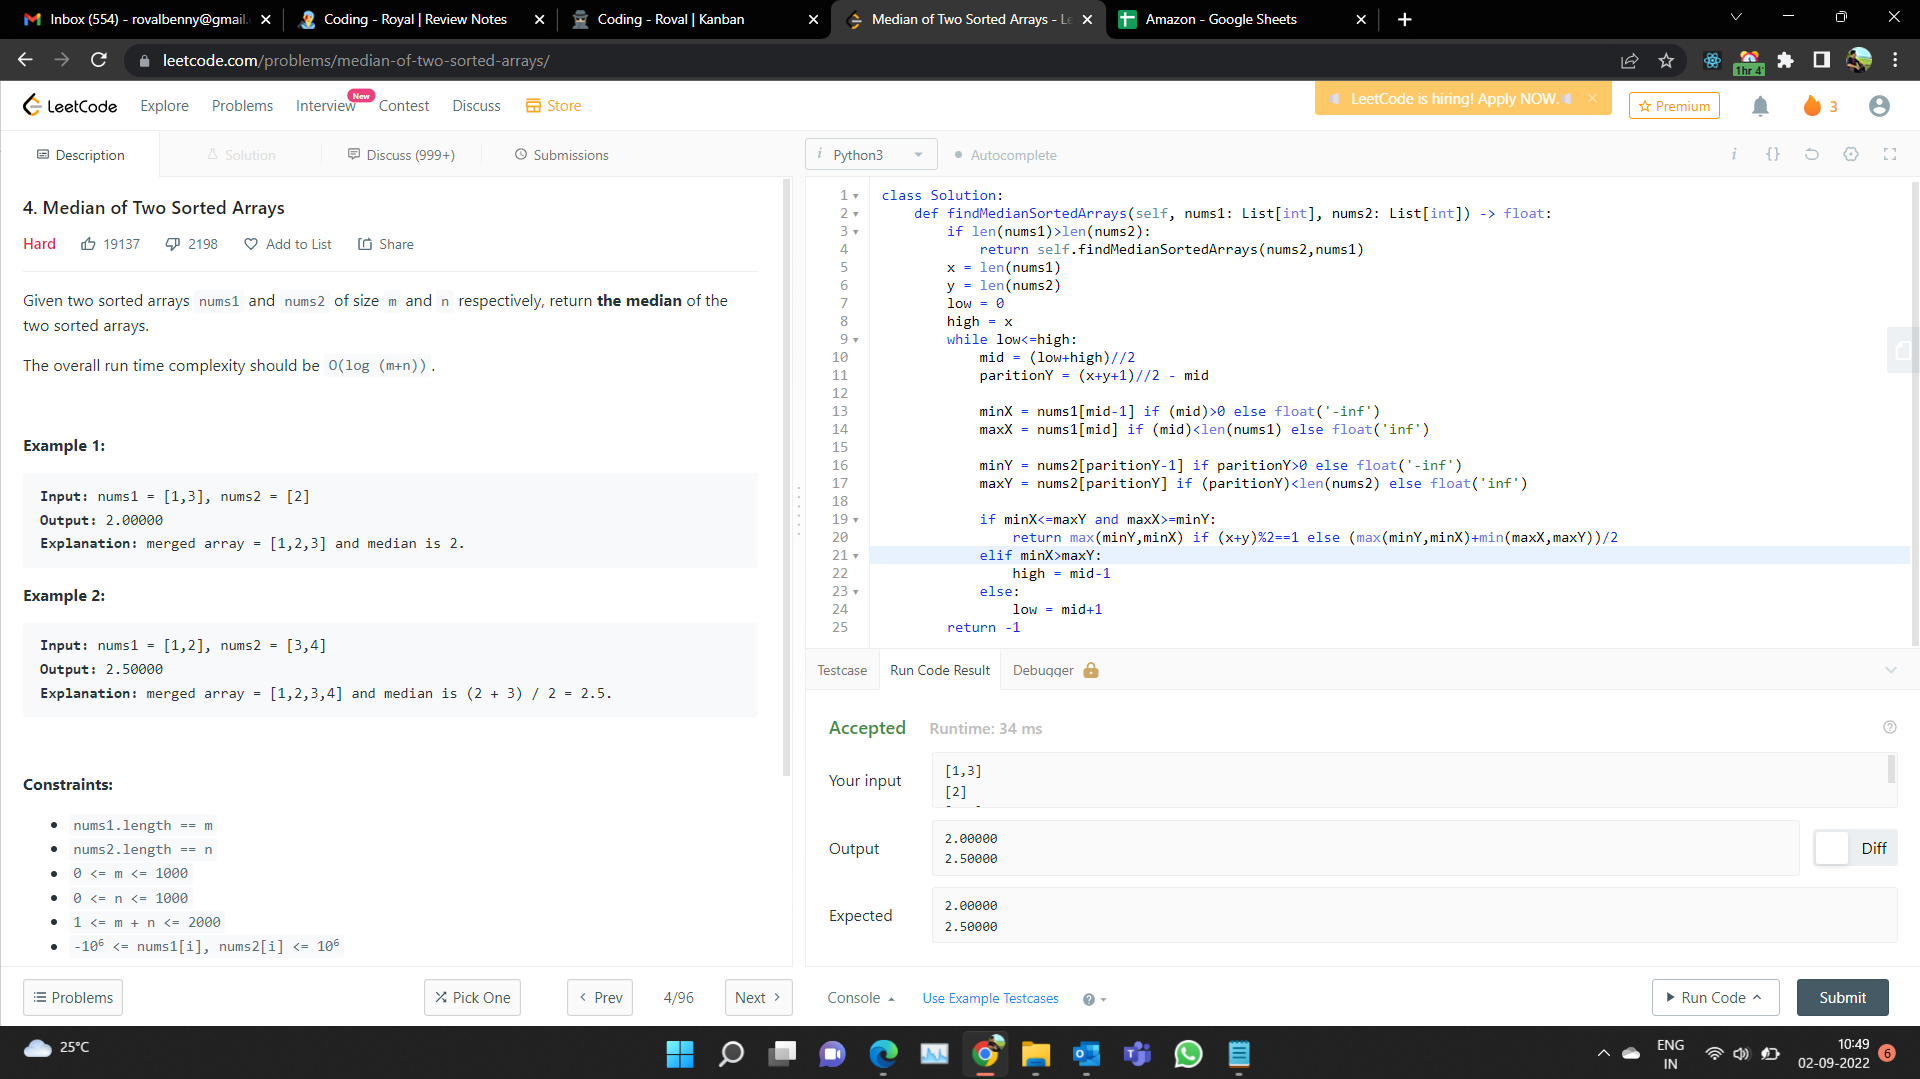 Inbox (554) - rovalbenny@gmail.
Coding - Royal | Review Notes
Coding - Roval | Kanban
Median of Two Sorted Arrays - Le
Amazon - Google Sheets
leetcode.com/problems/median-of-two-sorted-arrays/
1hr 4'
LeetCode
Explore
Problems
Interview
New
Contest
Discuss
Store
LeetCode is hiring! Apply NOW.
Premium
3
Description
Solution
Discuss (999+)
Submissions
i Python3
Autocomplete
i {}
4. Median of Two Sorted Arrays
Hard 19137 2198 Add to List Share
Given two sorted arrays nums1 and nums2 of size m and n respectively, return the median of the
two sorted arrays.
The overall run time complexity should be O(log (m+n)).
Example 1:
Input: nums1 = [1,3], nums2 = [2]
Output: 2.00000
Explanation: merged array = [1,2,3] and median is 2.
Example 2:
Input: nums1 = [1,2], nums2 = [3,4]
Output: 2.50000
Explanation: merged array = [1,2,3,4] and median is (2 + 3) / 2 = 2.5.
Constraints:
nums1.length == m
nums2.length == n
0 <= m <= 1000
0 <= n <= 1000
1 <= m + n <= 2000
-10⁶ <= nums1[i], nums2[i] <= 10⁶
1 class Solution:
2 def findMedianSortedArrays(self, nums1: List[int], nums2: List[int]) -> float:
3 if len(nums1)>len(nums2):
4 return self.findMedianSortedArrays(nums2,nums1)
5 x = len(nums1)
6 y = len(nums2)
7 low = 0
8 high = x
9 while low<=high:
10 mid = (low+high)//2
11 paritionY = (x+y+1)//2 - mid
12
13 minX = nums1[mid-1] if (mid)>0 else float('-inf')
14 maxX = nums1[mid] if (mid)<len(nums1) else float('inf')
15
16 minY = nums2[paritionY-1] if paritionY>0 else float('-inf')
17 maxY = nums2[paritionY] if (paritionY)<len(nums2) else float('inf')
18
19 if minX<=maxY and maxX>=minY:
20 return max(minY,minX) if (x+y)%2==1 else (max(minY,minX)+min(maxX,maxY))/2
21 elif minX>maxY:
22 high = mid-1
23 else:
24 low = mid+1
25 return -1
Testcase
Run Code Result
Debugger
Accepted Runtime: 34 ms
Your input
[1,3]
[2]
Output
2.00000
2.50000
Diff
Expected
2.00000
2.50000
Problems
Pick One
Prev
4/96
Next
Console
Use Example Testcases
Run Code
Submit
25°C
ENG
IN
10:49
02-09-2022
6